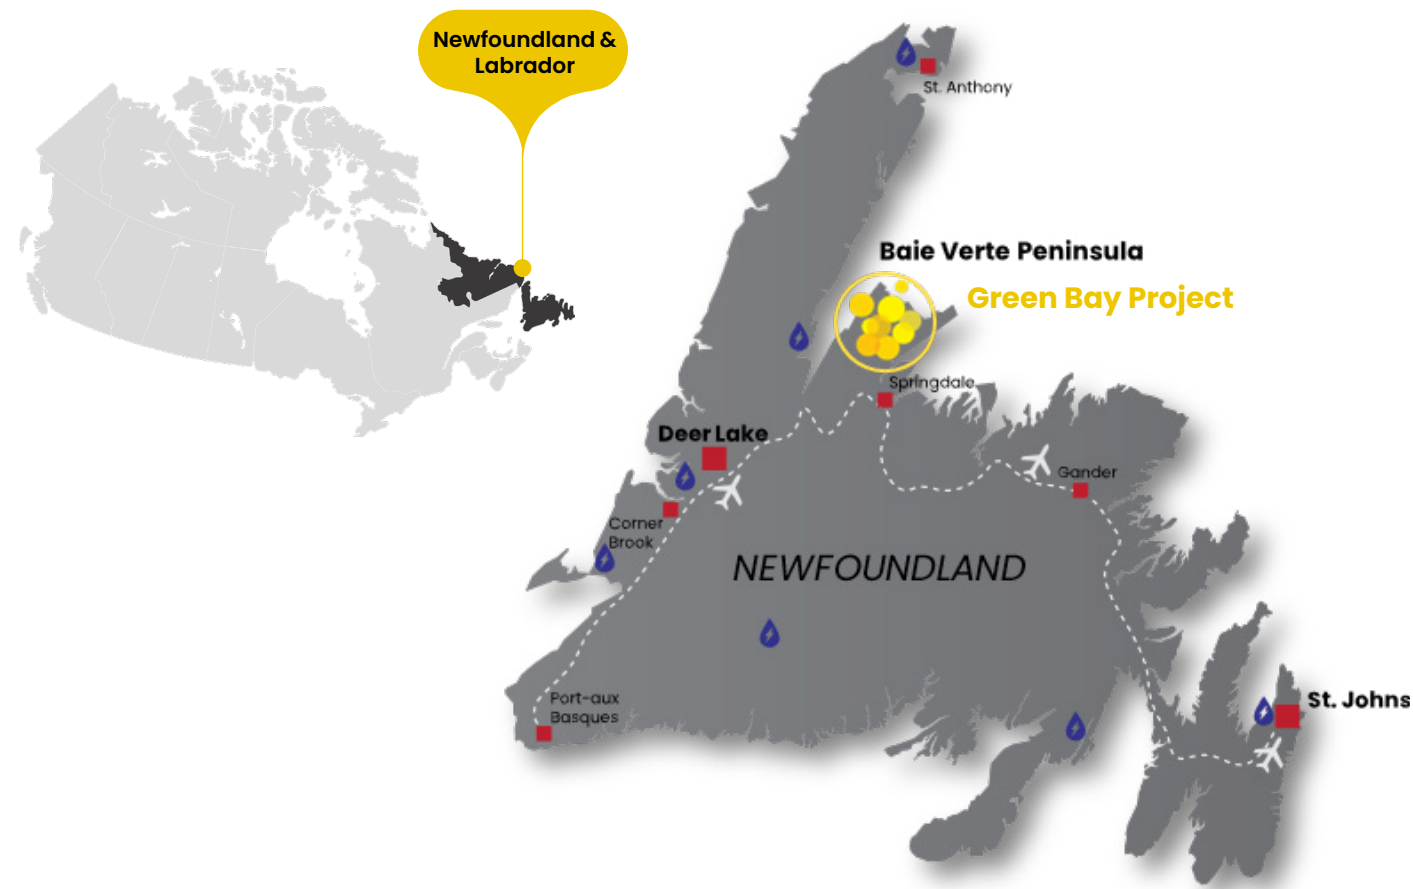 Newfoundland &
Labrador
St. Anthony
Baie Verte Peninsula
Green Bay Project
Springdale
Deer Lake
Gander
Corner
Brook
NEWFOUNDLAND
Port-aux
Basques
St. Johns